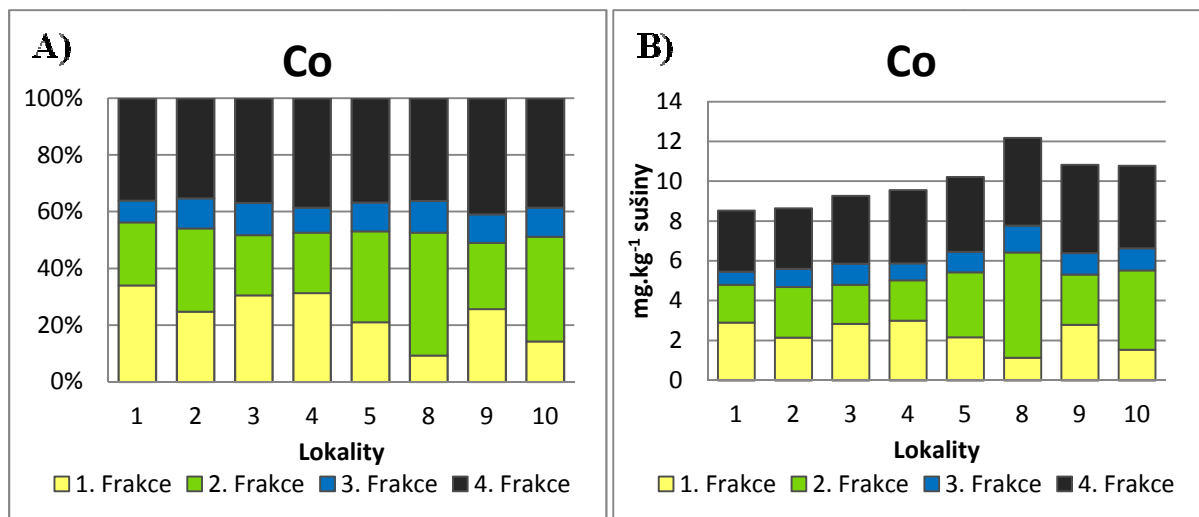 A)
Co
100%
80%
60%
40%
20%
0%
1 2 3 4 5 8 9 10
Lokality
1. Frakce 2. Frakce 3. Frakce 4. Frakce
B)
Co
mg.kg⁻¹ sušiny
14
12
10
8
6
4
2
0
1 2 3 4 5 8 9 10
Lokality
1. Frakce 2. Frakce 3. Frakce 4. Frakce